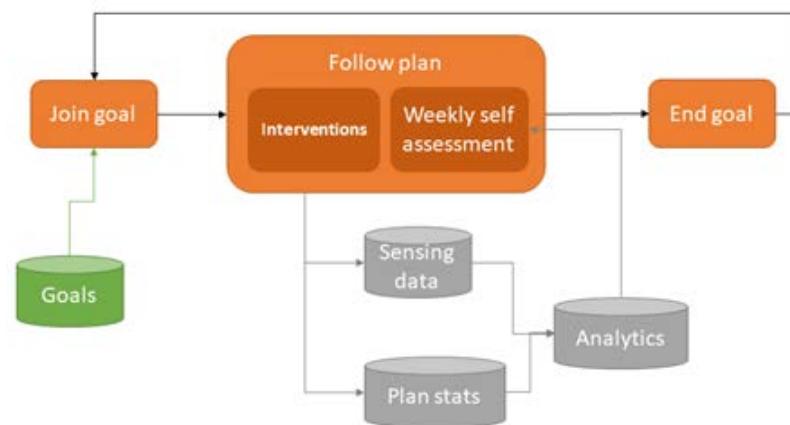 Follow plan
Join goal
Interventions
Weekly self
assessment
End goal
Sensing
data
Goals
Analytics
Plan stats